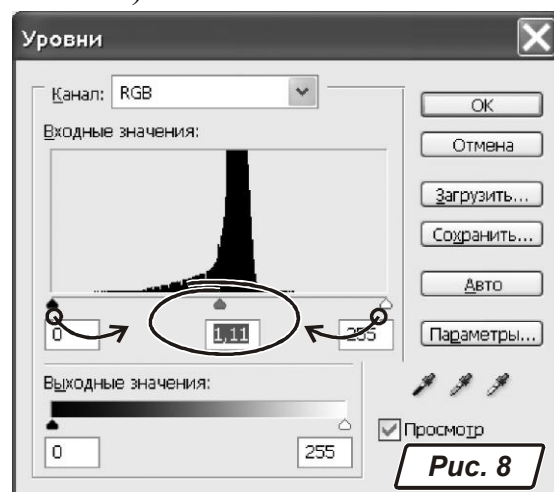 Уровни
Канал: RGB
Входные значения:
0 1,11 255
Выходные значения:
0 255
ОК
Отмена
Загрузить...
Сохранить...
Авто
Параметры...
Просмотр
Рис. 8